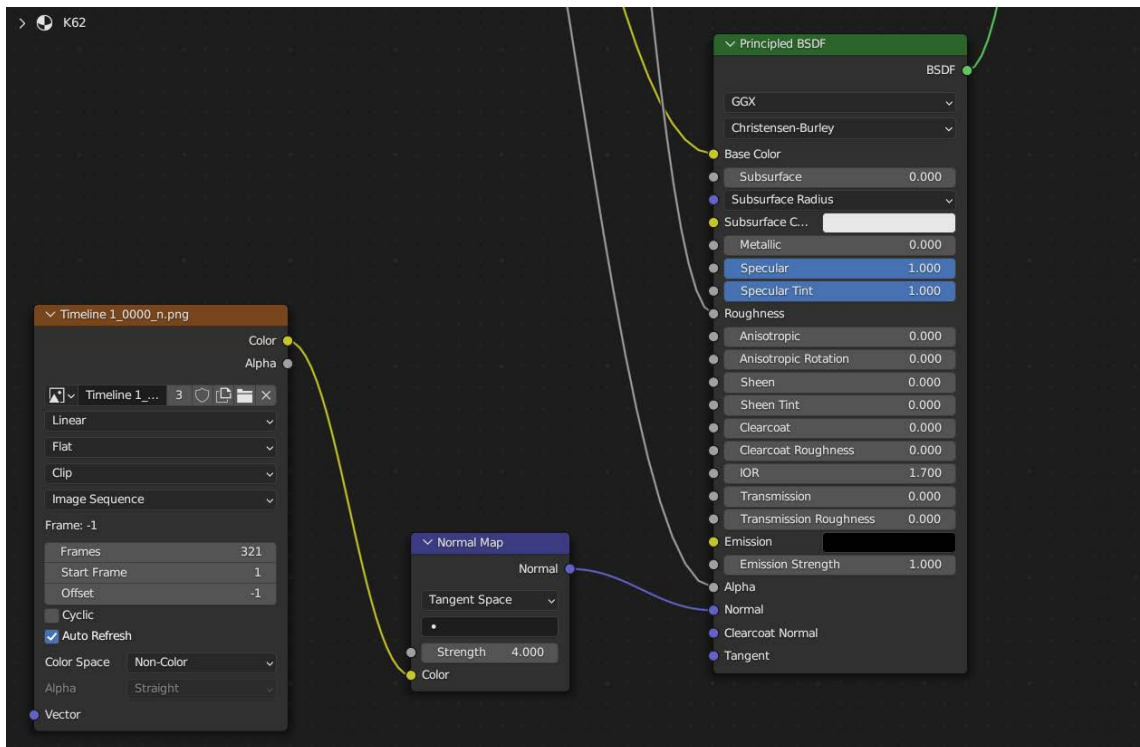 K62
Timeline 1_0000_n.png
Color
Alpha
Timeline 1_... 3
Linear
Flat
Clip
Image Sequence
Frame: -1
Frames 321
Start Frame 1
Offset -1
Cyclic
Auto Refresh
Color Space Non-Color
Alpha Straight
Vector
Normal Map
Normal
Tangent Space
Strength 4.000
Color
Principled BSDF
BSDF
GGX
Christensen-Burley
Base Color
Subsurface 0.000
Subsurface Radius
Subsurface C...
Metallic 0.000
Specular 1.000
Specular Tint 1.000
Roughness
Anisotropic 0.000
Anisotropic Rotation 0.000
Sheen 0.000
Sheen Tint 0.000
Clearcoat 0.000
Clearcoat Roughness 0.000
IOR 1.700
Transmission 0.000
Transmission Roughness 0.000
Emission
Emission Strength 1.000
Alpha
Normal
Clearcoat Normal
Tangent